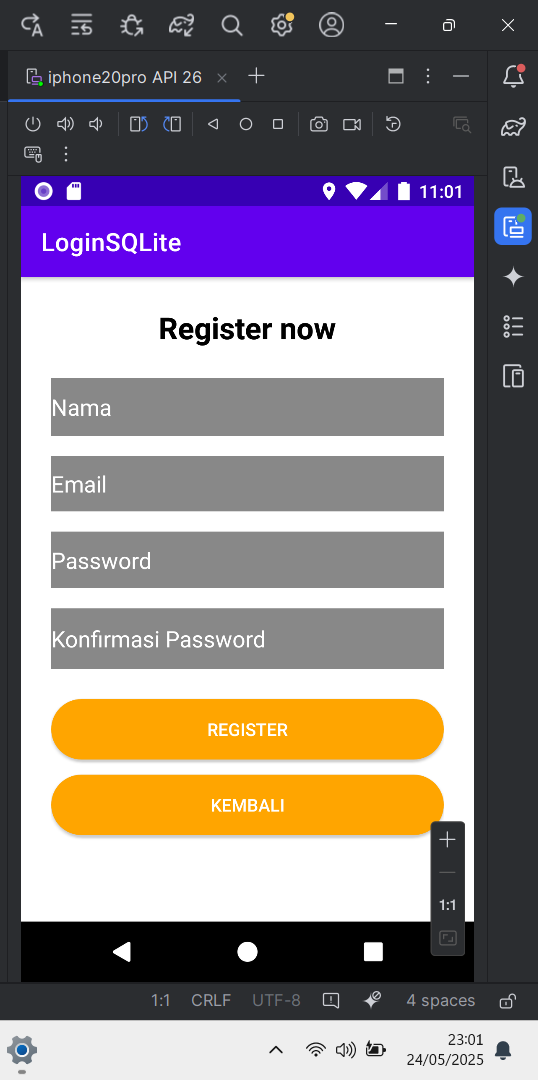 iphone20pro API 26
11:01
LoginSQLite
Register now
Nama
Email
Password
Konfirmasi Password
REGISTER
KEMBALI
1:1
1:1 CRLF UTF-8 4 spaces
23:01
24/05/2025